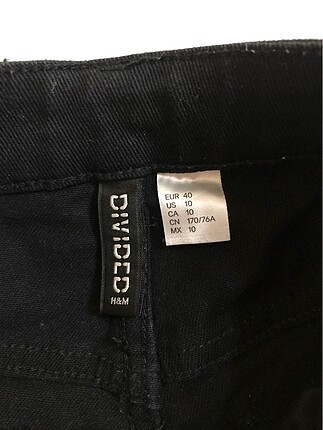 DIVIDED
H&M
EUR 40
US 10
CA 10
CN 170/76A
MX 10